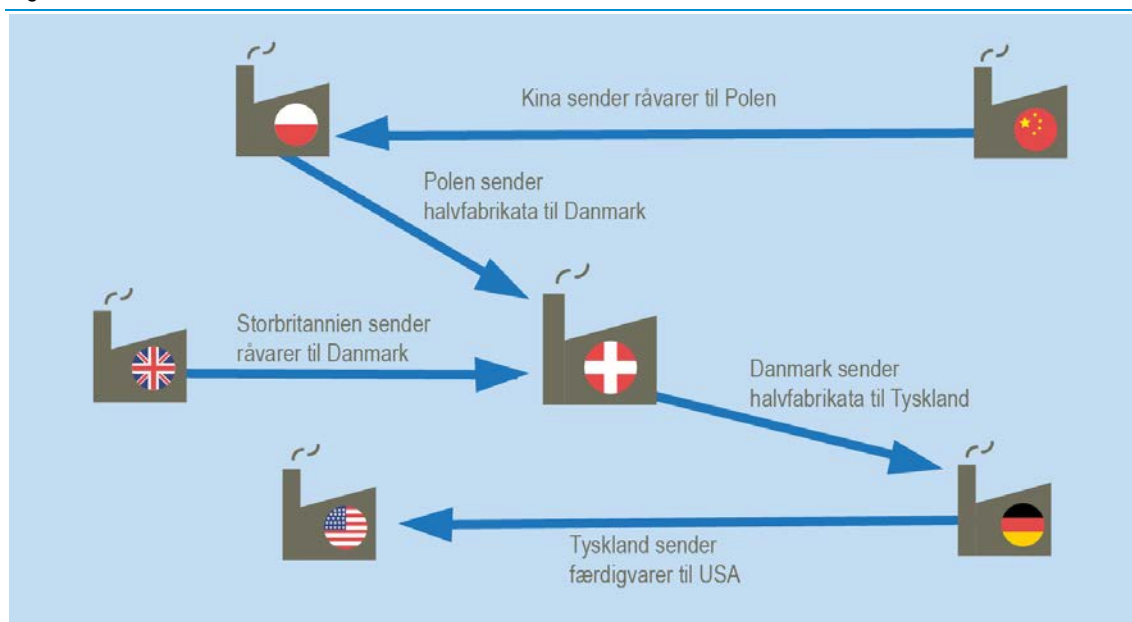 Kina sender råvarer til Polen
Polen sender
halvfabrikata til Danmark
Storbritannien sender
råvarer til Danmark
Danmark sender
halvfabrikata til Tyskland
Tyskland sender
færdigvarer til USA